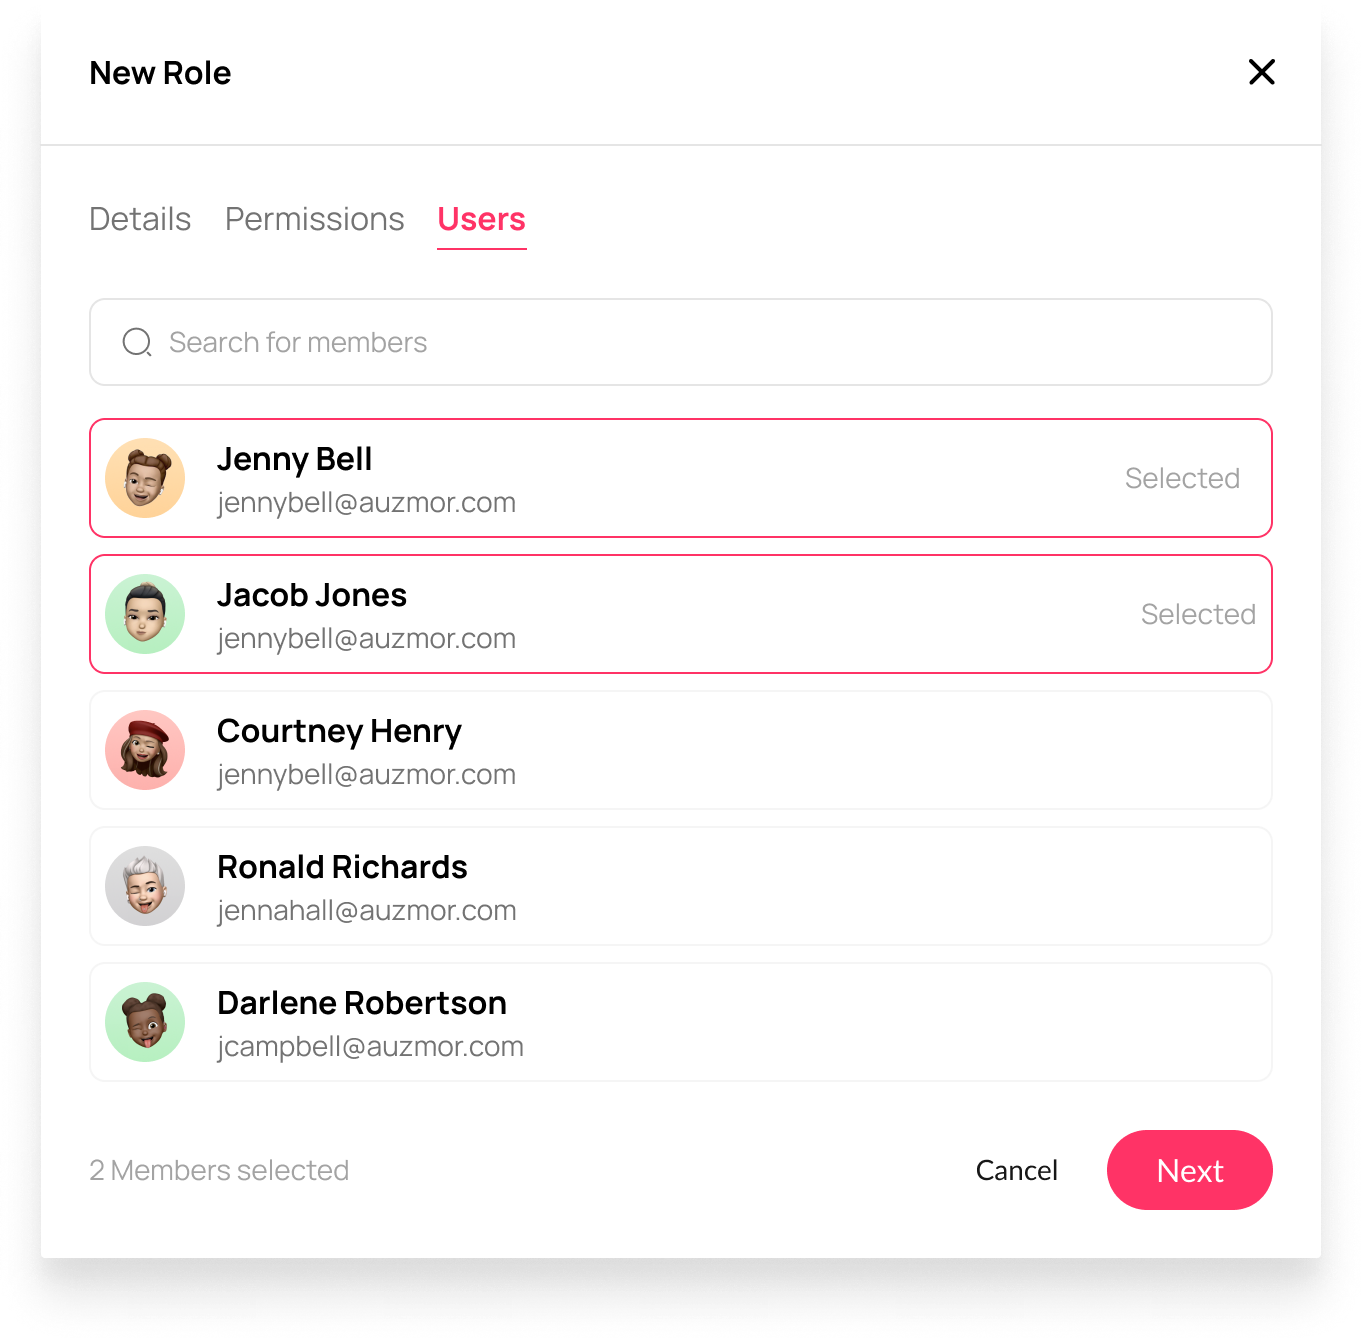 New Role
Details Permissions Users
Search for members
Jenny Bell
jennybell@auzmor.com
Selected
Jacob Jones
jennybell@auzmor.com
Selected
Courtney Henry
jennybell@auzmor.com
Ronald Richards
jennahall@auzmor.com
Darlene Robertson
jcampbell@auzmor.com
2 Members selected
Cancel
Next